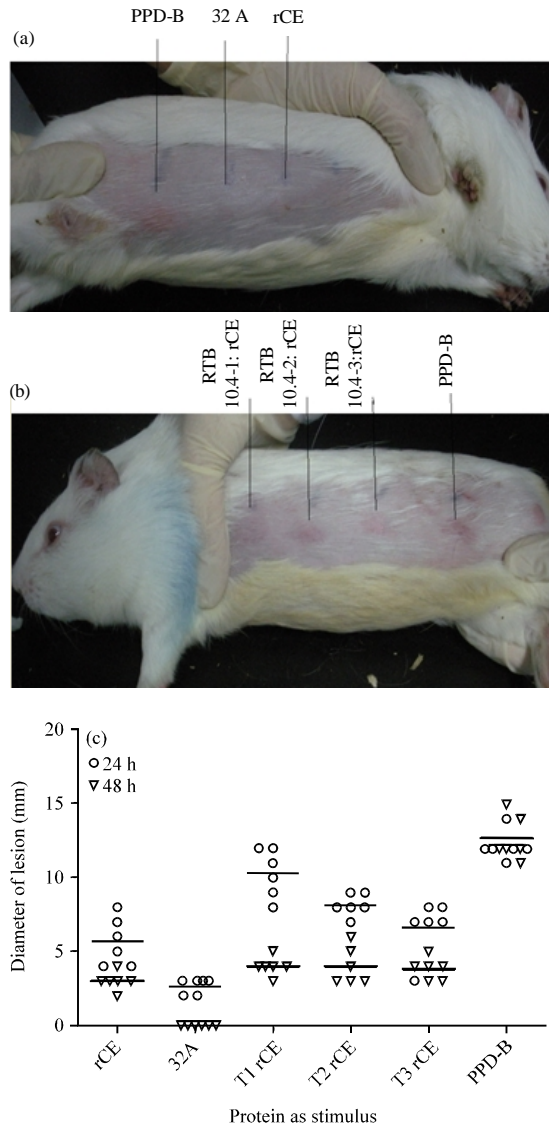 (a)
PPD-B 32 A rCE
(b)
RTB
10.4-1: rCE
RTB
10.4-2: rCE
RTB
10.4-3:rCE
PPD-B
(c)
24 h
48 h
Diameter of lesion (mm)
20
15
10
5
0
rCE
32A
T1 rCE
T2 rCE
T3 rCE
PPD-B
Protein as stimulus